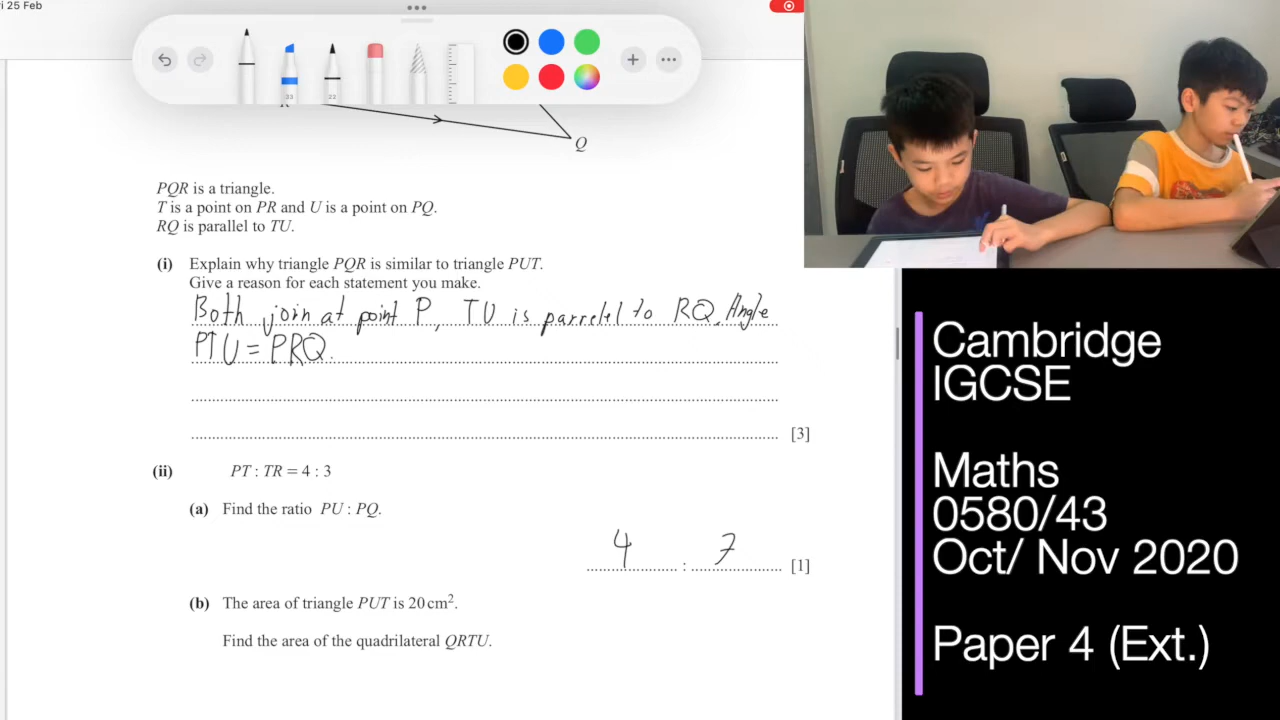 ri 25 Feb
33
22
Q
PQR is a triangle.
T is a point on PR and U is a point on PQ.
RQ is parallel to TU.
(i) Explain why triangle PQR is similar to triangle PUT.
Give a reason for each statement you make.
Both join at point P, TU is parrelel to RQ. Angle
PTU = PRQ.
[3]
(ii) PT : TR = 4 : 3
(a) Find the ratio PU : PQ.
4 : 7 [1]
(b) The area of triangle PUT is 20 cm².
Find the area of the quadrilateral QRTU.
Cambridge
IGCSE
Maths
0580/43
Oct/ Nov 2020
Paper 4 (Ext.)